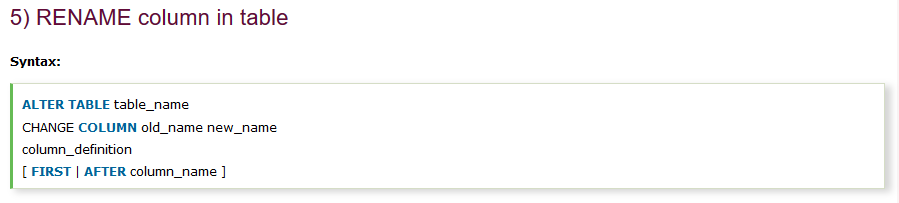 5) RENAME column in table
Syntax:
ALTER TABLE table_name
CHANGE COLUMN old_name new_name
column_definition
[ FIRST | AFTER column_name ]